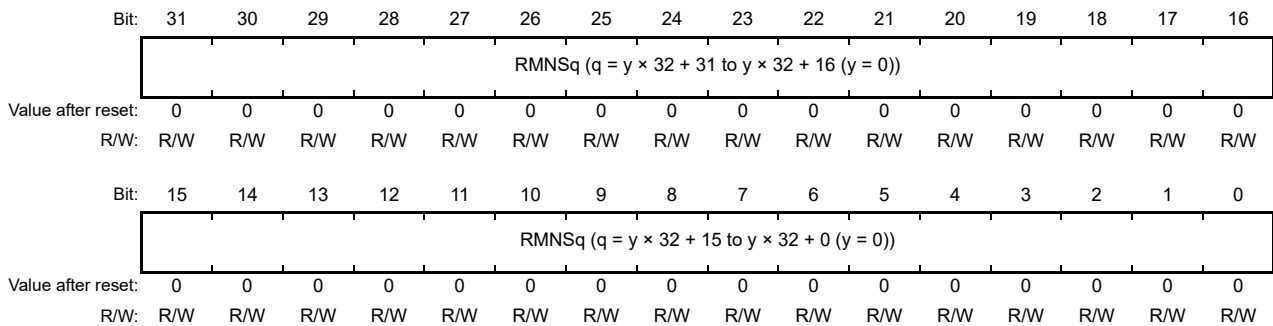 Bit: 31 30 29 28 27 26 25 24 23 22 21 20 19 18 17 16
RMNSq (q = y × 32 + 31 to y × 32 + 16 (y = 0))
Value after reset: 0 0 0 0 0 0 0 0 0 0 0 0 0 0 0 0
R/W: R/W R/W R/W R/W R/W R/W R/W R/W R/W R/W R/W R/W R/W R/W R/W R/W
Bit: 15 14 13 12 11 10 9 8 7 6 5 4 3 2 1 0
RMNSq (q = y × 32 + 15 to y × 32 + 0 (y = 0))
Value after reset: 0 0 0 0 0 0 0 0 0 0 0 0 0 0 0 0
R/W: R/W R/W R/W R/W R/W R/W R/W R/W R/W R/W R/W R/W R/W R/W R/W R/W